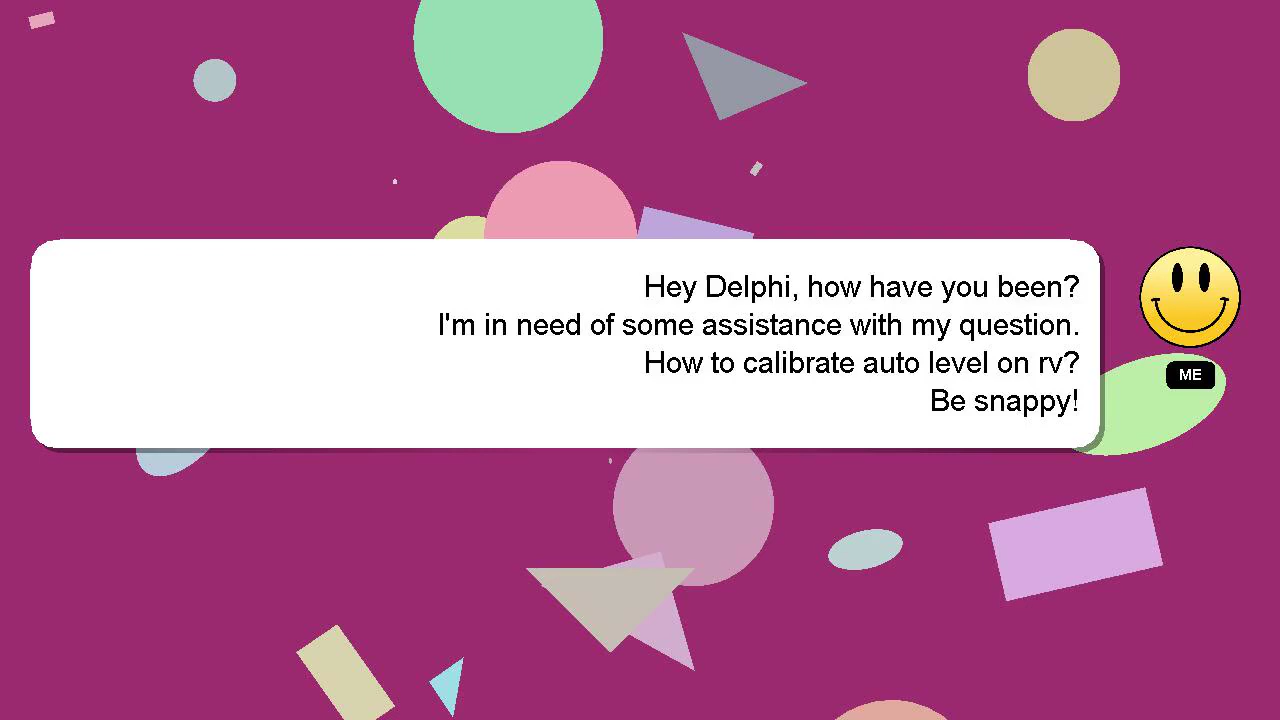 Hey Delphi, how have you been?
I'm in need of some assistance with my question.
How to calibrate auto level on rv?
Be snappy!
ME